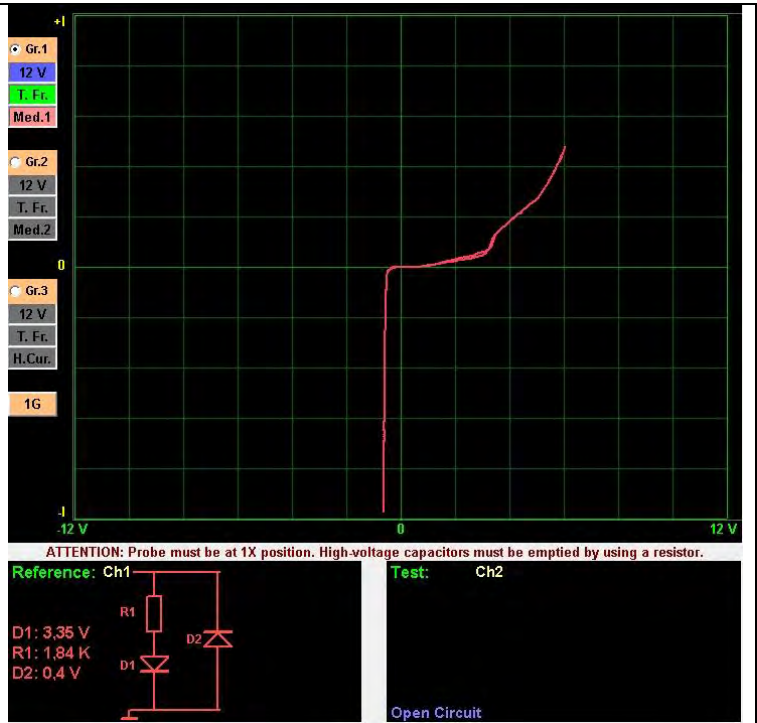 +I
Gr.1
12 V
T. Fr.
Med.1
Gr.2
12 V
T. Fr.
Med.2
0
Gr.3
12 V
T. Fr.
H.Cur.
1G
-I
-12 V
0
12 V
ATTENTION: Probe must be at 1X position. High-voltage capacitors must be emptied by using a resistor.
Reference: Ch1
R1
D1: 3,35 V
R1: 1,84 K
D2: 0,4 V
D2
D1
Test: Ch2
Open Circuit